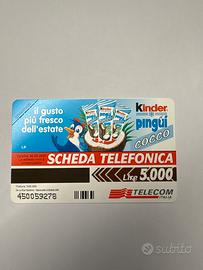 il gusto
più fresco
dell'estate
Kinder
pinguì
COCCO
SCHEDA TELEFONICA
Lire 5.000
450059278
TELECOM
ITALIA
subito